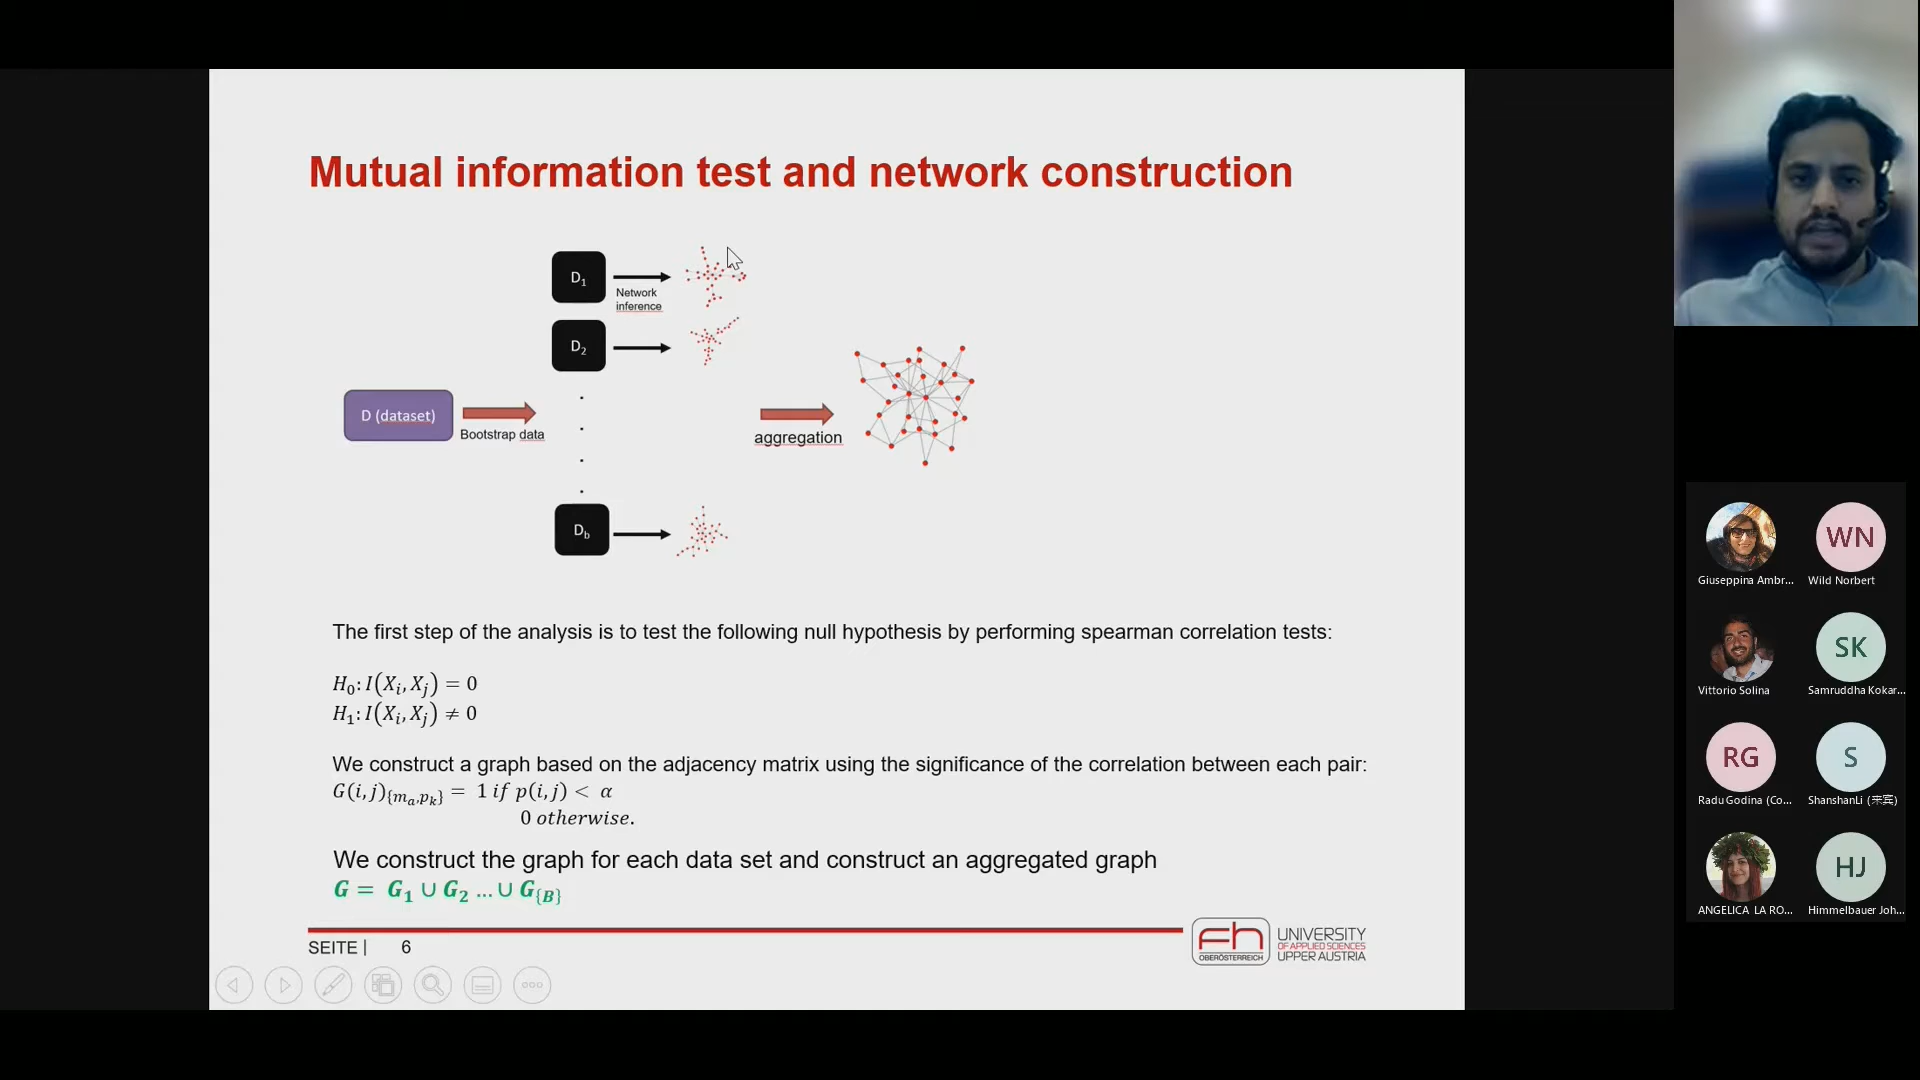 Mutual information test and network construction
D1
Network
inference
D2
D (dataset)
Bootstrap data
aggregation
Db
The first step of the analysis is to test the following null hypothesis by performing spearman correlation tests:
H₀: I(Xᵢ, Xⱼ) = 0
H₁: I(Xᵢ, Xⱼ) ≠ 0
We construct a graph based on the adjacency matrix using the significance of the correlation between each pair:
G(i,j){mₐ,pₖ} = 1 if p(i,j) < α
0 otherwise.
We construct the graph for each data set and construct an aggregated graph
G = G₁ ∪ G₂ ... ∪ G{B}
SEITE | 6
fh
OBERÖSTERREICH
UNIVERSITY
OF APPLIED SCIENCES
UPPER AUSTRIA
Giuseppina Ambr...
WN
Wild Norbert
Vittorio Solina
SK
Samruddha Kokar...
RG
Radu Godina (Co...
S
ShanshanLi (来宾)
ANGELICA LA RO...
HJ
Himmelbauer Joh...